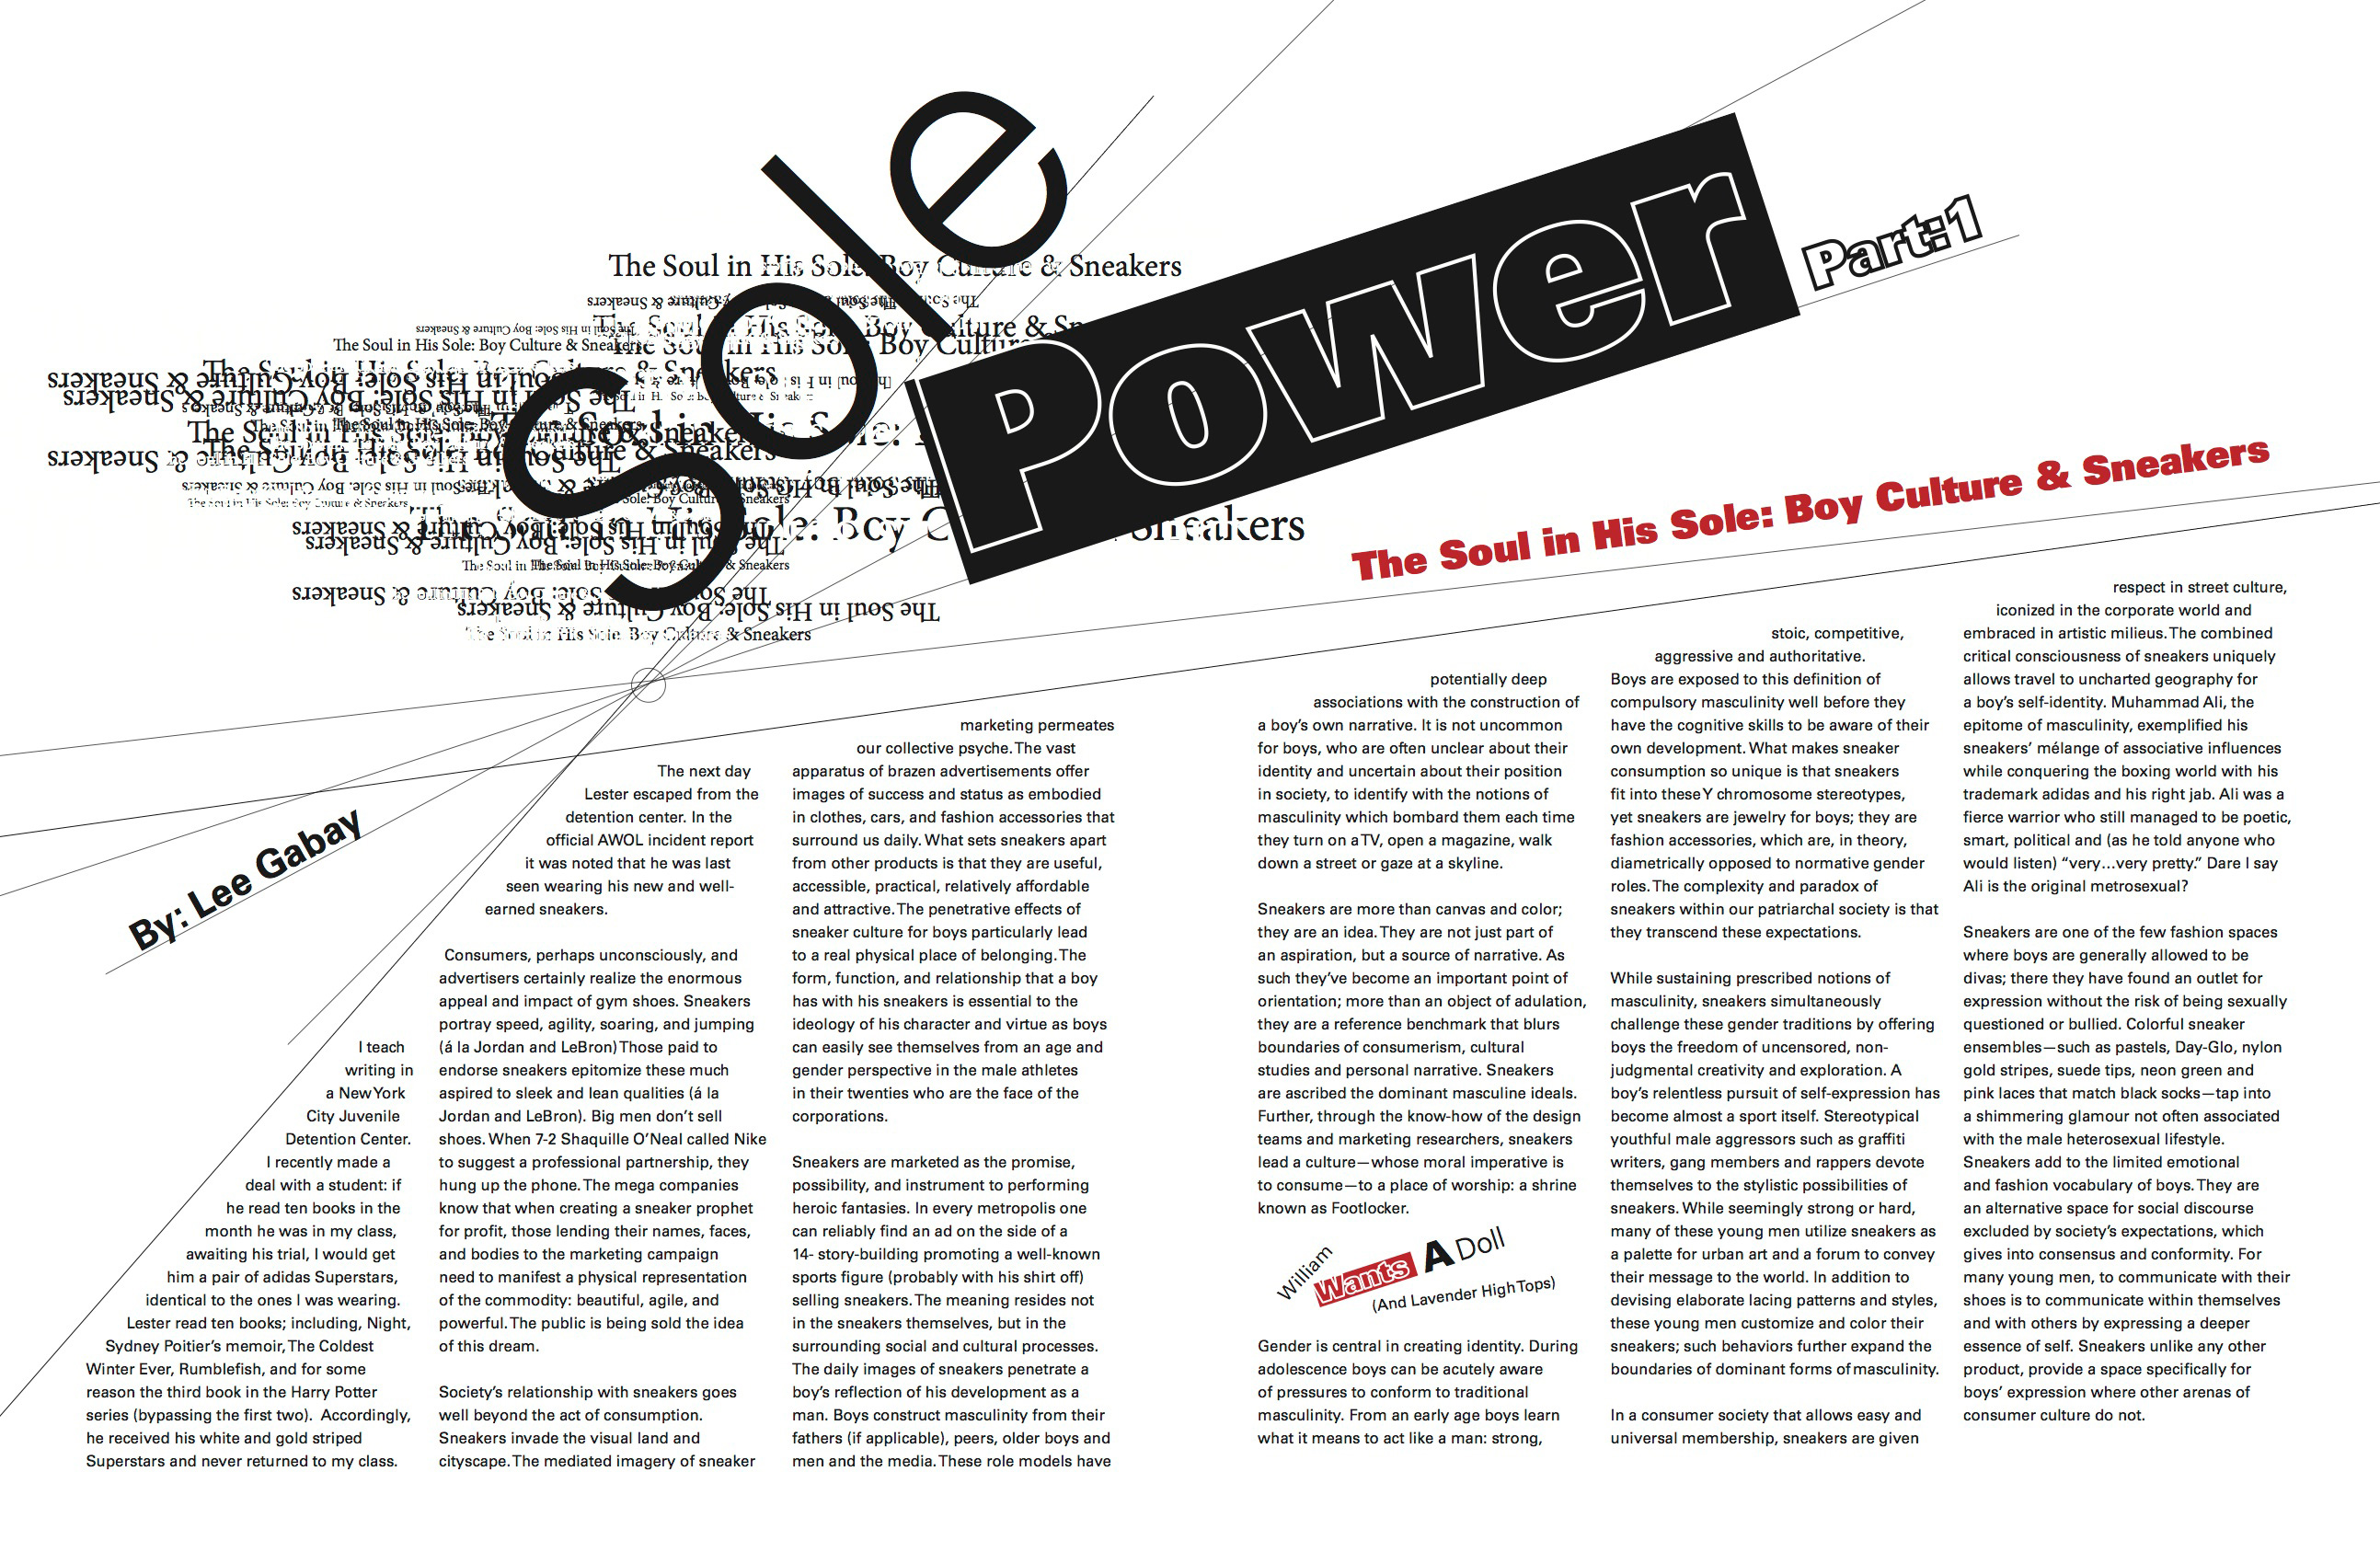 Sole
Power
Part:1
The Soul in His Sole: Boy Culture & Sneakers
The Soul in His Sole: Boy Culture & Sneakers
The Soul in His Sole: Boy Culture & Sneakers
The Soul in His Sole: Boy Culture & Sneakers
The Soul in His Sole: Boy Culture & Sneakers
By: Lee Gabay
I teach
writing in
a New York
City Juvenile
Detention Center.
I recently made a
deal with a student: if
he read ten books in the
month he was in my class,
awaiting his trial, I would get
him a pair of adidas Superstars,
identical to the ones I was wearing.
Lester read ten books; including, Night,
Sydney Poitier’s memoir, The Coldest
Winter Ever, Rumblefish, and for some
reason the third book in the Harry Potter
series (bypassing the first two).  Accordingly,
he received his white and gold striped
Superstars and never returned to my class.
The next day
Lester escaped from the
detention center. In the
official AWOL incident report
it was noted that he was last
seen wearing his new and well-
earned sneakers.
Consumers, perhaps unconsciously, and
advertisers certainly realize the enormous
appeal and impact of gym shoes. Sneakers
portray speed, agility, soaring, and jumping
(á la Jordan and LeBron) Those paid to
endorse sneakers epitomize these much
aspired to sleek and lean qualities (á la
Jordan and LeBron). Big men don’t sell
shoes. When 7-2 Shaquille O’Neal called Nike
to suggest a professional partnership, they
hung up the phone. The mega companies
know that when creating a sneaker prophet
for profit, those lending their names, faces,
and bodies to the marketing campaign
need to manifest a physical representation
of the commodity: beautiful, agile, and
powerful. The public is being sold the idea
of this dream.
Society’s relationship with sneakers goes
well beyond the act of consumption.
Sneakers invade the visual land and
cityscape. The mediated imagery of sneaker
marketing permeates
our collective psyche. The vast
apparatus of brazen advertisements offer
images of success and status as embodied
in clothes, cars, and fashion accessories that
surround us daily. What sets sneakers apart
from other products is that they are useful,
accessible, practical, relatively affordable
and attractive. The penetrative effects of
sneaker culture for boys particularly lead
to a real physical place of belonging. The
form, function, and relationship that a boy
has with his sneakers is essential to the
ideology of his character and virtue as boys
can easily see themselves from an age and
gender perspective in the male athletes
in their twenties who are the face of the
corporations.
Sneakers are marketed as the promise,
possibility, and instrument to performing
heroic fantasies. In every metropolis one
can reliably find an ad on the side of a
14- story-building promoting a well-known
sports figure (probably with his shirt off)
selling sneakers. The meaning resides not
in the sneakers themselves, but in the
surrounding social and cultural processes.
The daily images of sneakers penetrate a
boy’s reflection of his development as a
man. Boys construct masculinity from their
fathers (if applicable), peers, older boys and
men and the media. These role models have
potentially deep
associations with the construction of
a boy’s own narrative. It is not uncommon
for boys, who are often unclear about their
identity and uncertain about their position
in society, to identify with the notions of
masculinity which bombard them each time
they turn on a TV, open a magazine, walk
down a street or gaze at a skyline.
Sneakers are more than canvas and color;
they are an idea. They are not just part of
an aspiration, but a source of narrative. As
such they’ve become an important point of
orientation; more than an object of adulation,
they are a reference benchmark that blurs
boundaries of consumerism, cultural
studies and personal narrative. Sneakers
are ascribed the dominant masculine ideals.
Further, through the know-how of the design
teams and marketing researchers, sneakers
lead a culture—whose moral imperative is
to consume—to a place of worship: a shrine
known as Footlocker.
William Wants A Doll
(And Lavender High Tops)
Gender is central in creating identity. During
adolescence boys can be acutely aware
of pressures to conform to traditional
masculinity. From an early age boys learn
what it means to act like a man: strong,
stoic, competitive,
aggressive and authoritative.
Boys are exposed to this definition of
compulsory masculinity well before they
have the cognitive skills to be aware of their
own development. What makes sneaker
consumption so unique is that sneakers
fit into these Y chromosome stereotypes,
yet sneakers are jewelry for boys; they are
fashion accessories, which are, in theory,
diametrically opposed to normative gender
roles. The complexity and paradox of
sneakers within our patriarchal society is that
they transcend these expectations.
While sustaining prescribed notions of
masculinity, sneakers simultaneously
challenge these gender traditions by offering
boys the freedom of uncensored, non-
judgmental creativity and exploration. A
boy’s relentless pursuit of self-expression has
become almost a sport itself. Stereotypical
youthful male aggressors such as graffiti
writers, gang members and rappers devote
themselves to the stylistic possibilities of
sneakers. While seemingly strong or hard,
many of these young men utilize sneakers as
a palette for urban art and a forum to convey
their message to the world. In addition to
devising elaborate lacing patterns and styles,
these young men customize and color their
sneakers; such behaviors further expand the
boundaries of dominant forms of masculinity.
In a consumer society that allows easy and
universal membership, sneakers are given
respect in street culture,
iconized in the corporate world and
embraced in artistic milieus. The combined
critical consciousness of sneakers uniquely
allows travel to uncharted geography for
a boy’s self-identity. Muhammad Ali, the
epitome of masculinity, exemplified his
sneakers’ mélange of associative influences
while conquering the boxing world with his
trademark adidas and his right jab. Ali was a
fierce warrior who still managed to be poetic,
smart, political and (as he told anyone who
would listen) “very...very pretty.” Dare I say
Ali is the original metrosexual?
Sneakers are one of the few fashion spaces
where boys are generally allowed to be
divas; there they have found an outlet for
expression without the risk of being sexually
questioned or bullied. Colorful sneaker
ensembles—such as pastels, Day-Glo, nylon
gold stripes, suede tips, neon green and
pink laces that match black socks—tap into
a shimmering glamour not often associated
with the male heterosexual lifestyle.
Sneakers add to the limited emotional
and fashion vocabulary of boys. They are
an alternative space for social discourse
excluded by society’s expectations, which
gives into consensus and conformity. For
many young men, to communicate with their
shoes is to communicate within themselves
and with others by expressing a deeper
essence of self. Sneakers unlike any other
product, provide a space specifically for
boys’ expression where other arenas of
consumer culture do not.